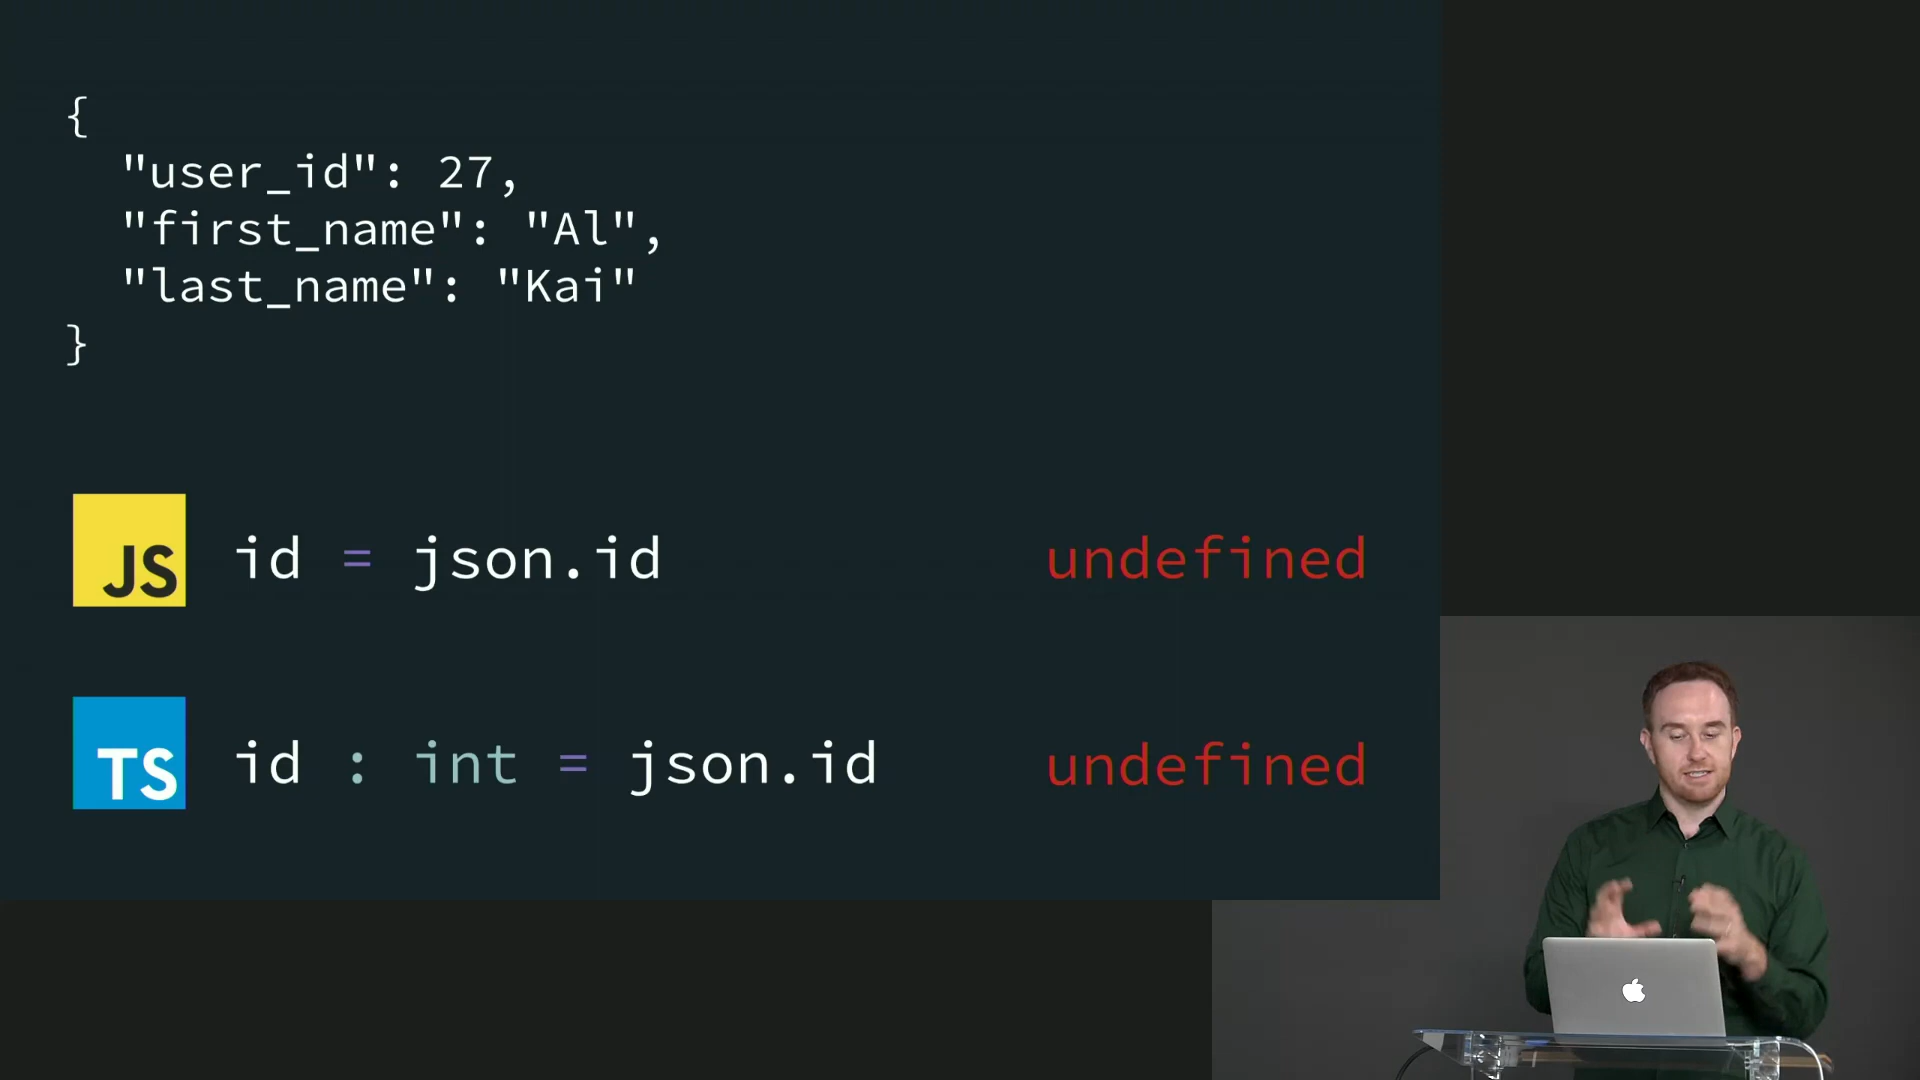 {
"user_id": 27,
"first_name": "Al",
"last_name": "Kai"
}
JS id = json.id undefined
TS id : int = json.id undefined